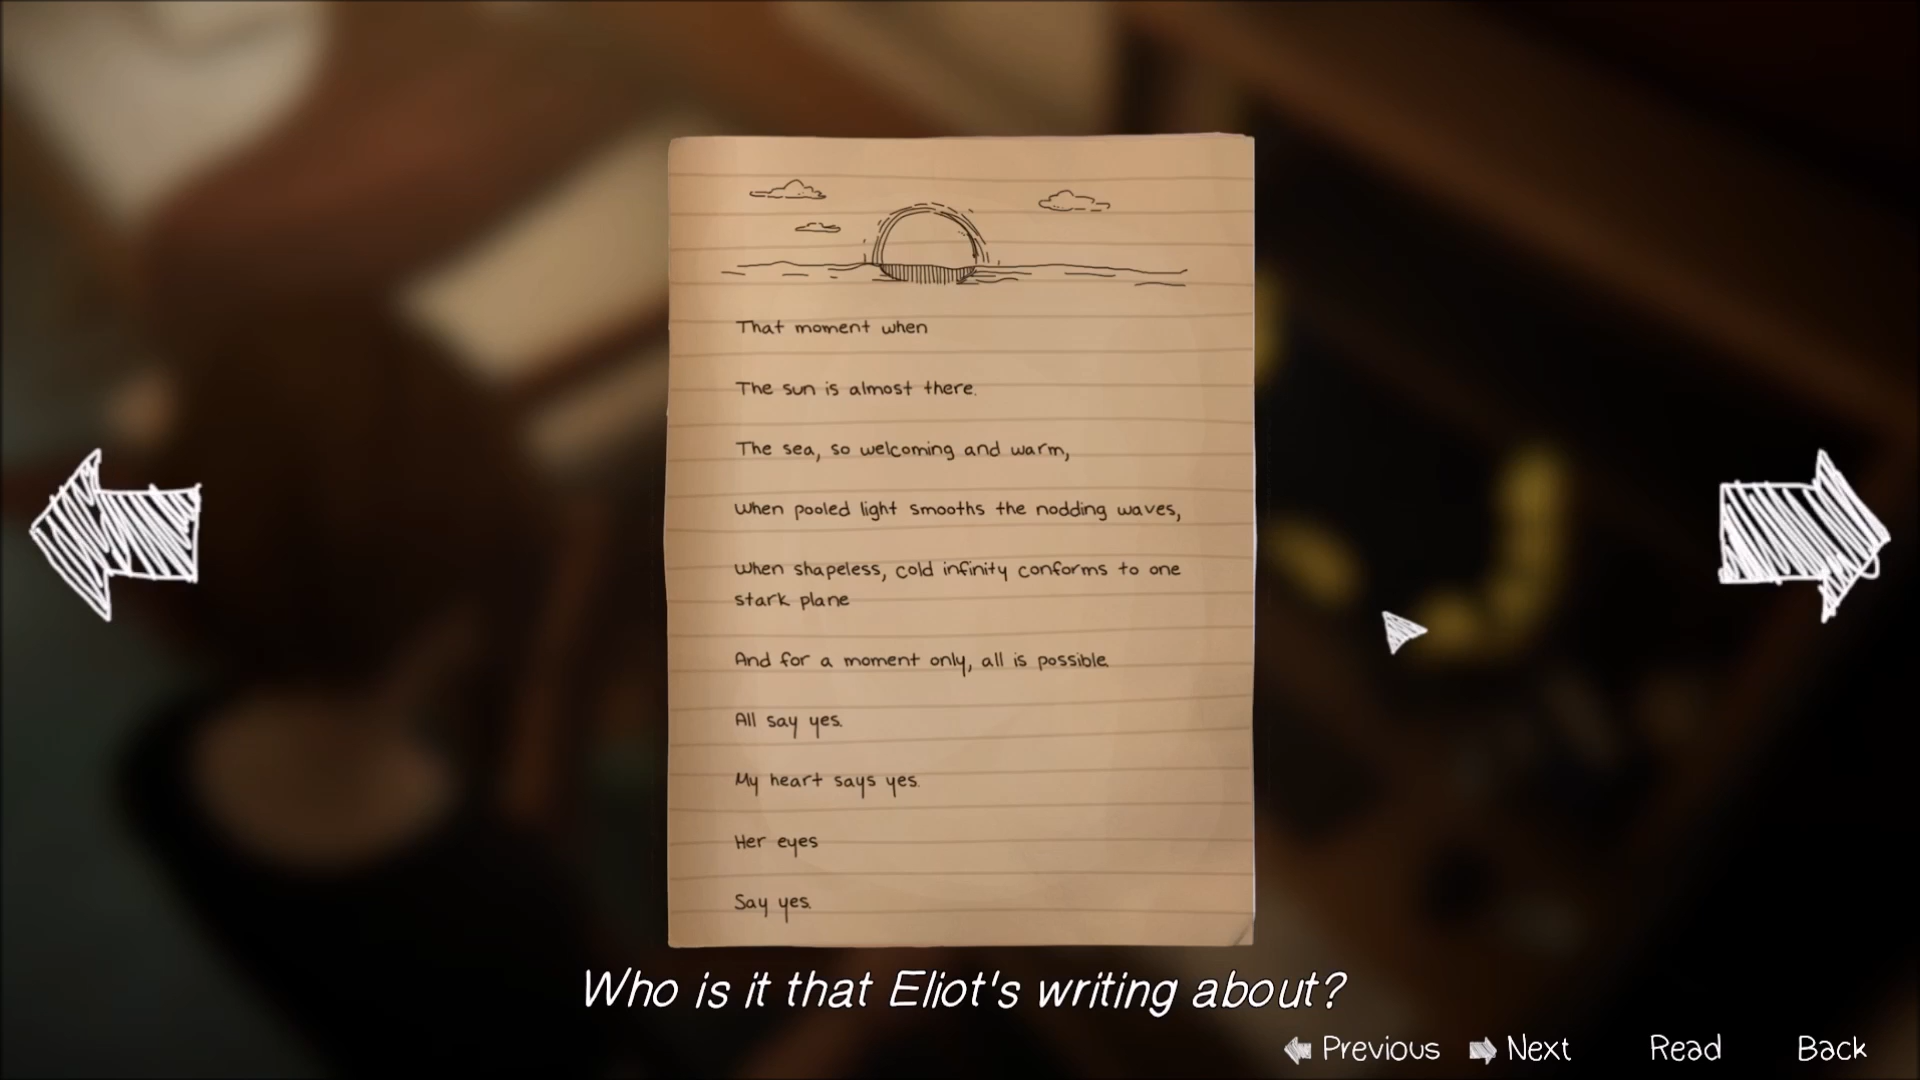 That moment when
The sun is almost there.
The sea, so welcoming and warm,
When pooled light smooths the nodding waves,
When shapeless, cold infinity conforms to one
stark plane
And for a moment only, all is possible.
All say yes.
My heart says yes.
Her eyes
Say yes.
Who is it that Eliot's writing about?
Previous Next Read Back